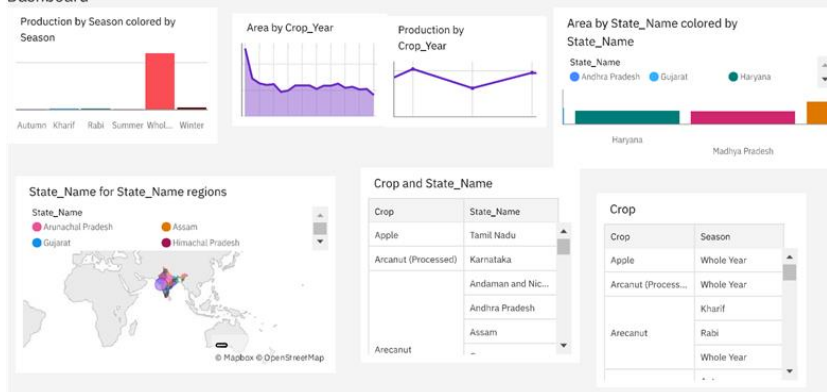 Dashboard
Production by Season colored by
Season
Autumn Kharif Rabi Summer Whol... Winter
Area by Crop_Year
Production by
Crop_Year
Area by State_Name colored by
State_Name
State_Name
Andhra Pradesh Gujarat Haryana
Haryana
Madhya Pradesh
State_Name for State_Name regions
State_Name
Arunachal Pradesh Assam
Gujarat Himachal Pradesh
© Mapbox © OpenStreetMap
Crop and State_Name
Crop State_Name
Apple Tamil Nadu
Arcanut (Processed) Karnataka
Andaman and Nic...
Andhra Pradesh
Assam
Arecanut
Crop
Crop Season
Apple Whole Year
Arcanut (Process... Whole Year
Kharif
Arecanut Rabi
Whole Year